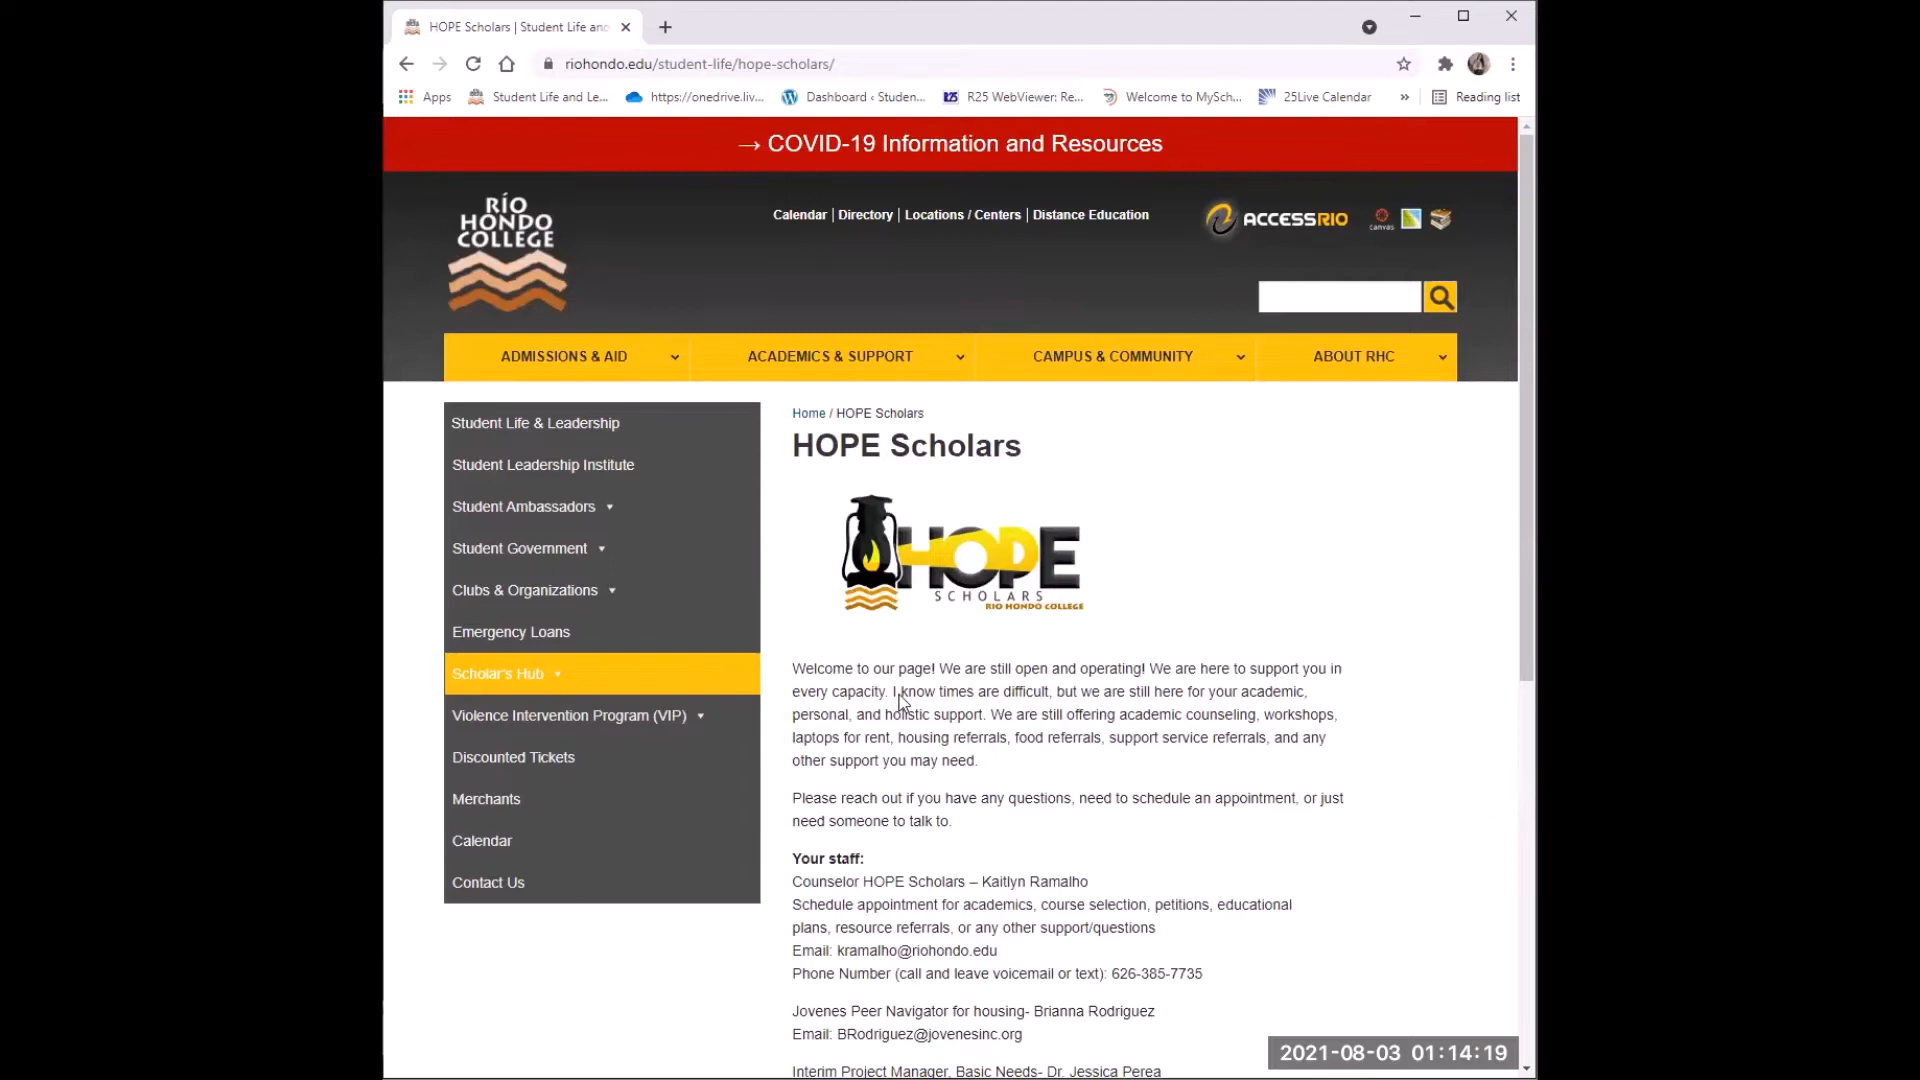 HOPE Scholars | Student Life and
riohondo.edu/student-life/hope-scholars/
Apps Student Life and Le... https://onedrive.liv... Dashboard ‹ Studen... R25 WebViewer: Re... Welcome to MySch... 25Live Calendar » Reading list
→ COVID-19 Information and Resources
RÍO
HONDO
COLLEGE
Calendar | Directory | Locations / Centers | Distance Education
ACCESSRIO
canvas
ADMISSIONS & AID
ACADEMICS & SUPPORT
CAMPUS & COMMUNITY
ABOUT RHC
Student Life & Leadership
Student Leadership Institute
Student Ambassadors
Student Government
Clubs & Organizations
Emergency Loans
Scholar's Hub
Violence Intervention Program (VIP)
Discounted Tickets
Merchants
Calendar
Contact Us
Home / HOPE Scholars
HOPE Scholars
HOPE
SCHOLARS
RIO HONDO COLLEGE
Welcome to our page! We are still open and operating! We are here to support you in
every capacity. I know times are difficult, but we are still here for your academic,
personal, and holistic support. We are still offering academic counseling, workshops,
laptops for rent, housing referrals, food referrals, support service referrals, and any
other support you may need.
Please reach out if you have any questions, need to schedule an appointment, or just
need someone to talk to.
Your staff:
Counselor HOPE Scholars – Kaitlyn Ramalho
Schedule appointment for academics, course selection, petitions, educational
plans, resource referrals, or any other support/questions
Email: kramalho@riohondo.edu
Phone Number (call and leave voicemail or text): 626-385-7735
Jovenes Peer Navigator for housing- Brianna Rodriguez
Email: BRodriguez@jovenesinc.org
Interim Project Manager, Basic Needs- Dr. Jessica Perea
2021-08-03 01:14:19